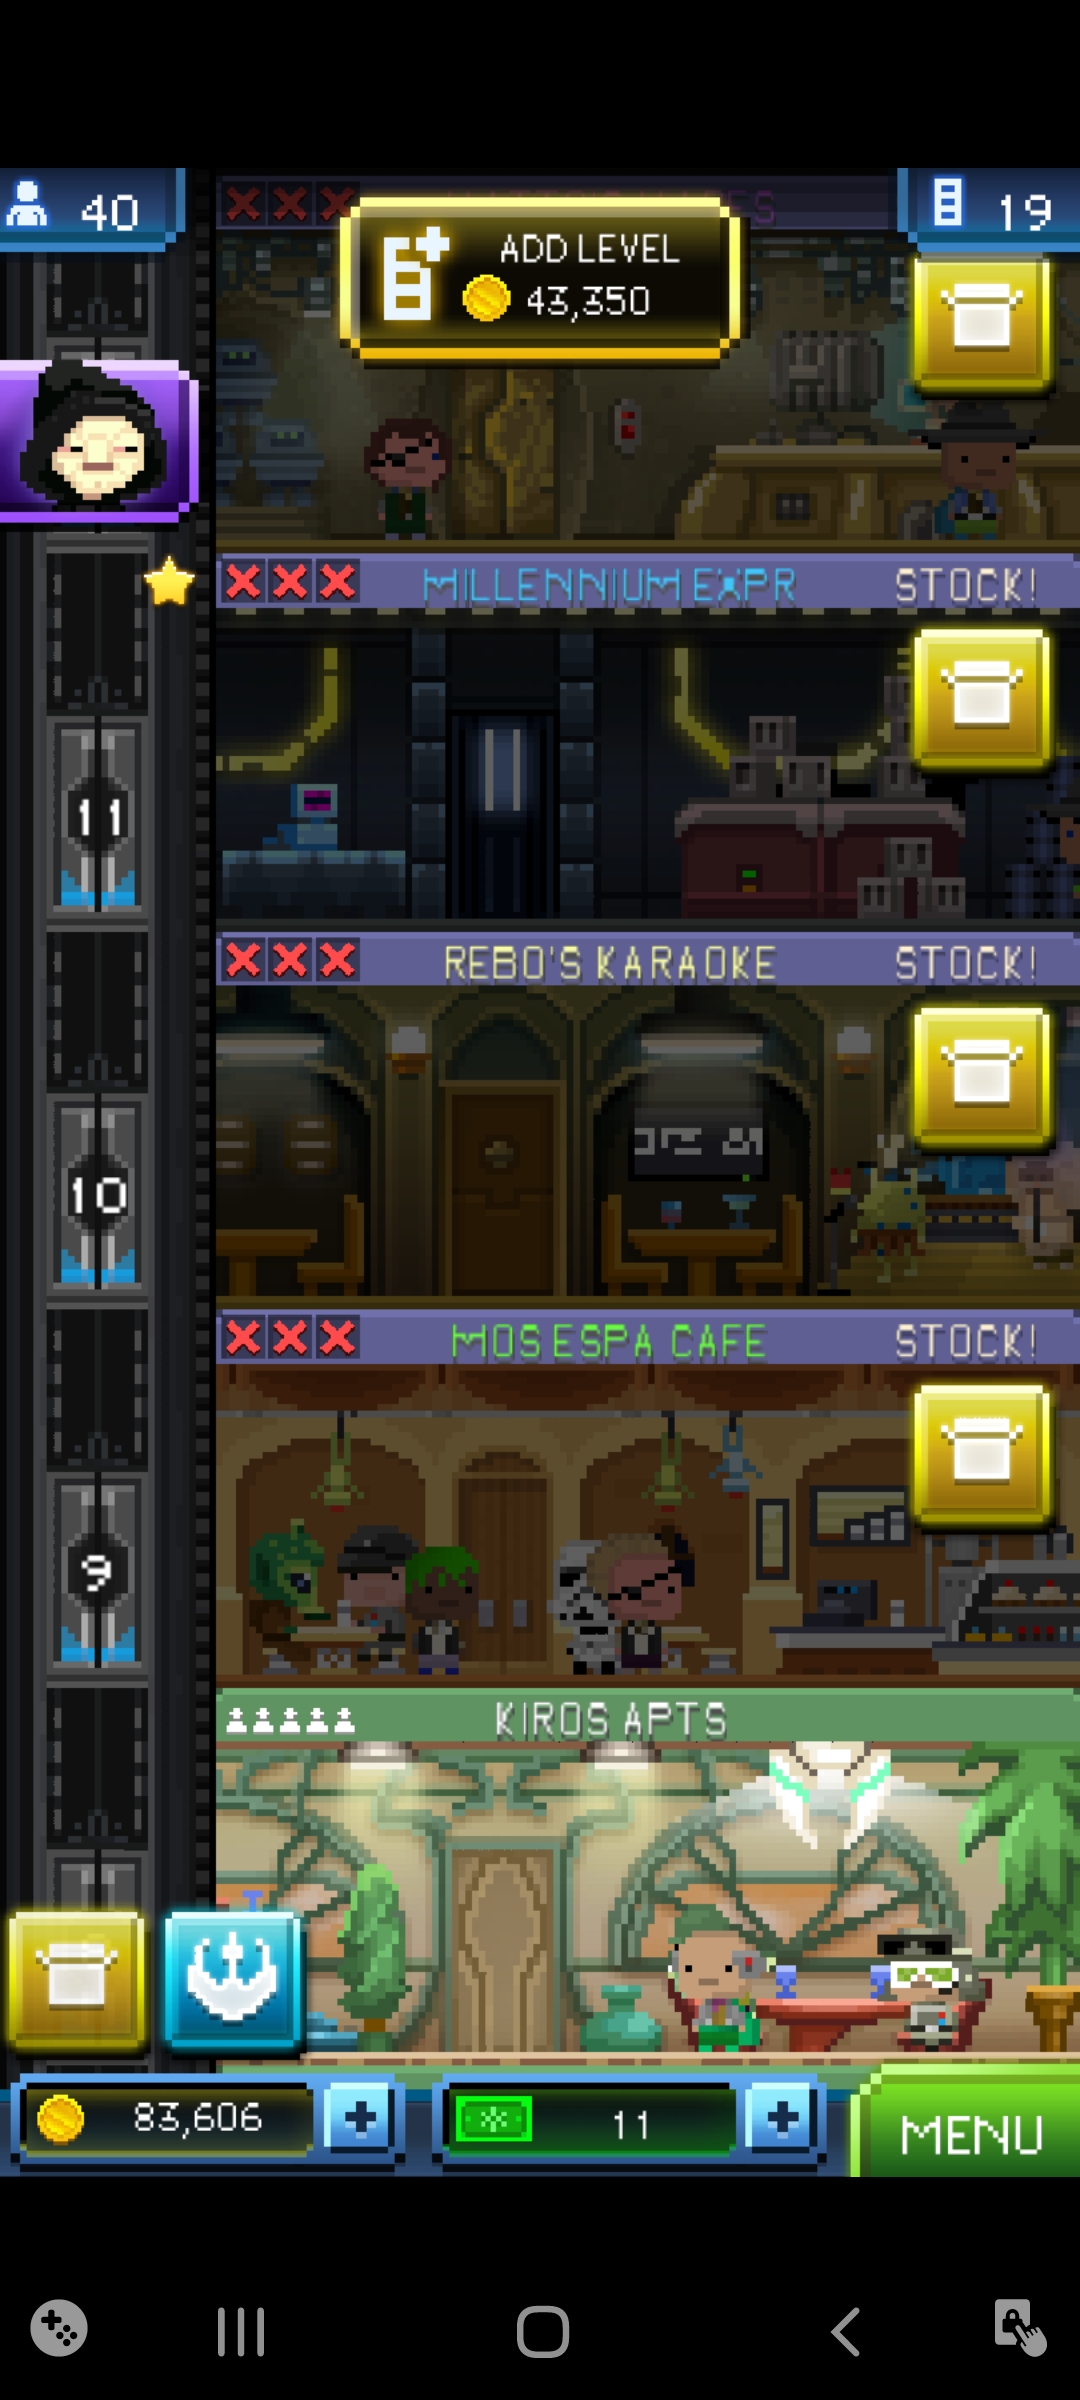 40
19
ADD LEVEL
43,350
MILLENNIUM EXPR STOCK!
11
REBO'S KARAOKE STOCK!
10
MOS ESPA CAFE STOCK!
9
KIROS APTS
83,606
11
MENU